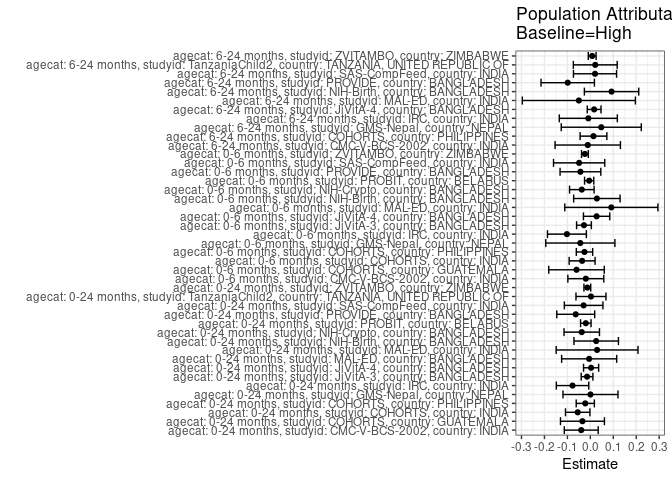 Population Attributa
Baseline=High
agecat: 6-24 months, studyid: ZVITAMBO, country: ZIMBABWE
agecat: 6-24 months, studyid: TanzaniaChild2, country: TANZANIA, UNITED REPUBLIC OF
agecat: 6-24 months, studyid: SAS-CompFeed, country: INDIA
agecat: 6-24 months, studyid: PROVIDE, country: BANGLADESH
agecat: 6-24 months, studyid: NIH-Birth, country: BANGLADESH
agecat: 6-24 months, studyid: MAL-ED, country: INDIA
agecat: 6-24 months, studyid: JiVitA-4, country: BANGLADESH
agecat: 6-24 months, studyid: IRC, country: INDIA
agecat: 6-24 months, studyid: GMS-Nepal, country: NEPAL
agecat: 6-24 months, studyid: COHORTS, country: PHILIPPINES
agecat: 6-24 months, studyid: CMC-V-BCS-2002, country: INDIA
agecat: 0-6 months, studyid: ZVITAMBO, country: ZIMBABWE
agecat: 0-6 months, studyid: SAS-CompFeed, country: INDIA
agecat: 0-6 months, studyid: PROVIDE, country: BANGLADESH
agecat: 0-6 months, studyid: PROBIT, country: BELARUS
agecat: 0-6 months, studyid: NIH-Crypto, country: BANGLADESH
agecat: 0-6 months, studyid: NIH-Birth, country: BANGLADESH
agecat: 0-6 months, studyid: MAL-ED, country: INDIA
agecat: 0-6 months, studyid: JiVitA-4, country: BANGLADESH
agecat: 0-6 months, studyid: JiVitA-3, country: BANGLADESH
agecat: 0-6 months, studyid: IRC, country: INDIA
agecat: 0-6 months, studyid: GMS-Nepal, country: NEPAL
agecat: 0-6 months, studyid: COHORTS, country: PHILIPPINES
agecat: 0-6 months, studyid: COHORTS, country: INDIA
agecat: 0-6 months, studyid: COHORTS, country: GUATEMALA
agecat: 0-6 months, studyid: CMC-V-BCS-2002, country: INDIA
agecat: 0-24 months, studyid: ZVITAMBO, country: ZIMBABWE
agecat: 0-24 months, studyid: TanzaniaChild2, country: TANZANIA, UNITED REPUBLIC OF
agecat: 0-24 months, studyid: SAS-CompFeed, country: INDIA
agecat: 0-24 months, studyid: PROVIDE, country: BANGLADESH
agecat: 0-24 months, studyid: PROBIT, country: BELARUS
agecat: 0-24 months, studyid: NIH-Crypto, country: BANGLADESH
agecat: 0-24 months, studyid: NIH-Birth, country: BANGLADESH
agecat: 0-24 months, studyid: MAL-ED, country: INDIA
agecat: 0-24 months, studyid: MAL-ED, country: BANGLADESH
agecat: 0-24 months, studyid: JiVitA-4, country: BANGLADESH
agecat: 0-24 months, studyid: JiVitA-3, country: BANGLADESH
agecat: 0-24 months, studyid: IRC, country: INDIA
agecat: 0-24 months, studyid: GMS-Nepal, country: NEPAL
agecat: 0-24 months, studyid: COHORTS, country: PHILIPPINES
agecat: 0-24 months, studyid: COHORTS, country: INDIA
agecat: 0-24 months, studyid: COHORTS, country: GUATEMALA
agecat: 0-24 months, studyid: CMC-V-BCS-2002, country: INDIA
-0.3 -0.2 -0.1 0.0 0.1 0.2 0.3
Estimate